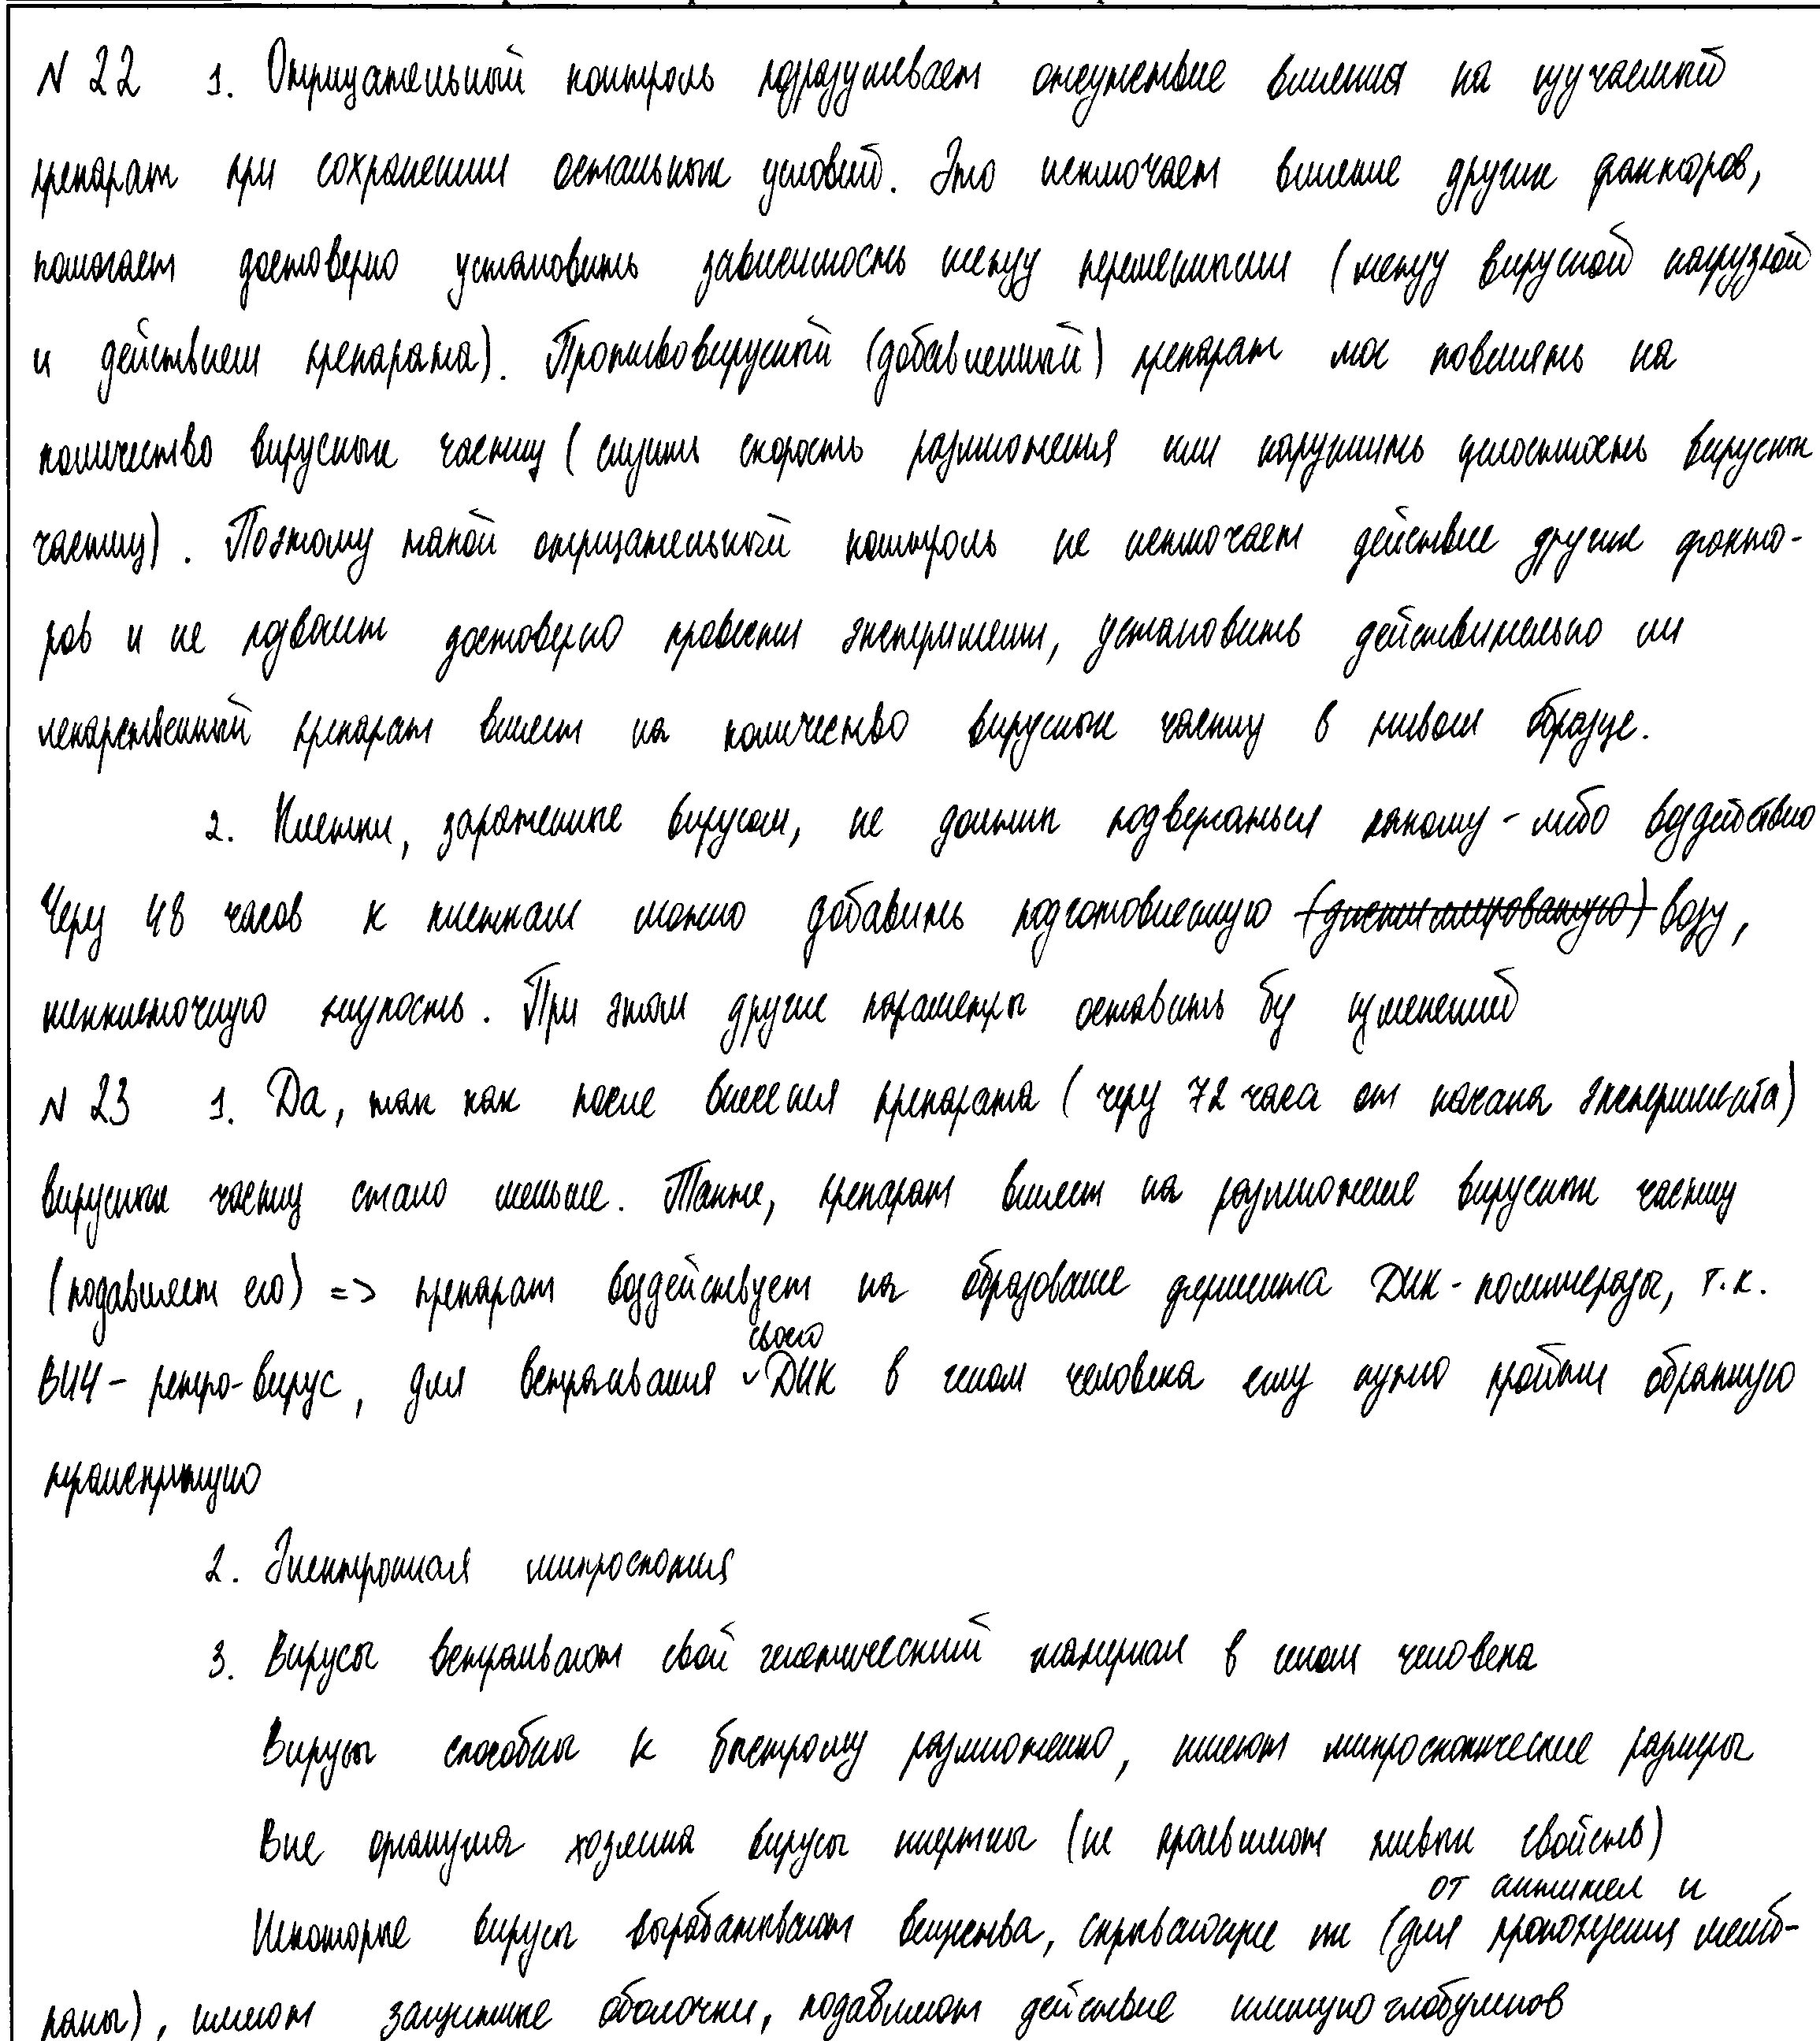 N 22 1. Отрицательный контроль подразумевает отсутствие влияния на изучаемый
препарат при сохранении остальных условий. Это исключает влияние других факторов,
помогает достоверно установить зависимость между переменными (между вирусной нагрузкой
и действием препарата). Противовирусный (добавленный) препарат мог повлиять на
количество вирусных частиц (снизить скорость размножения или нарушить целостность вирусных
частиц). Поэтому такой отрицательный контроль не исключает действие других факто-
ров и не позволит достоверно провести эксперимент, установить действительно ли
лекарственный препарат влияет на количество вирусных частиц в живом образце.
2. Клетки, зараженные вирусом, не должны подвергаться какому-либо воздействию
Через 48 часов к клеткам можно добавить подготовленную (дистиллированную) воду,
межклеточную жидкость. При этом другие параметры оставить без изменений
N 23 1. Да, так как после внесения препарата (через 72 часа от начала эксперимента)
вирусных частиц стало меньше. Также, препарат влияет на размножение вирусных частиц
(подавляет его) => препарат воздействует на образование фермента ДНК-полимеразы, т.к.
ВИЧ - ретро-вирус, для встраивания своей ДНК в геном человека ему нужно пройти обратную
транскрипцию
2. Электронная микроскопия
3. Вирусы встраивают свой генетический материал в геном человека
Вирусы способны к быстрому размножению, имеют микроскопические размеры
Вне организма хозяина вирусы инертны (не проявляют живых свойств)
Некоторые вирусы вырабатывают вещества, скрывающие их от антител и (для прохождения мемб-
раны), имеют защитные оболочки, подавляют действие иммуноглобулинов